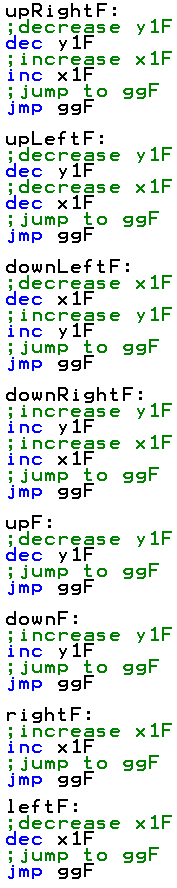 upRightF:
;decrease y1F
dec y1F
;increase x1F
inc x1F
;jump to ggF
jmp ggF
upLeftF:
;decrease y1F
dec y1F
;decrease x1F
dec x1F
;jump to ggF
jmp ggF
downLeftF:
;decrease x1F
dec x1F
;increase y1F
inc y1F
;jump to ggF
jmp ggF
downRightF:
;increase y1F
inc y1F
;increase x1F
inc x1F
;jump to ggF
jmp ggF
upF:
;decrease y1F
dec y1F
;jump to ggF
jmp ggF
downF:
;increase y1F
inc y1F
;jump to ggF
jmp ggF
rightF:
;increase x1F
inc x1F
;jump to ggF
jmp ggF
leftF:
;decrease x1F
dec x1F
;jump to ggF
jmp ggF